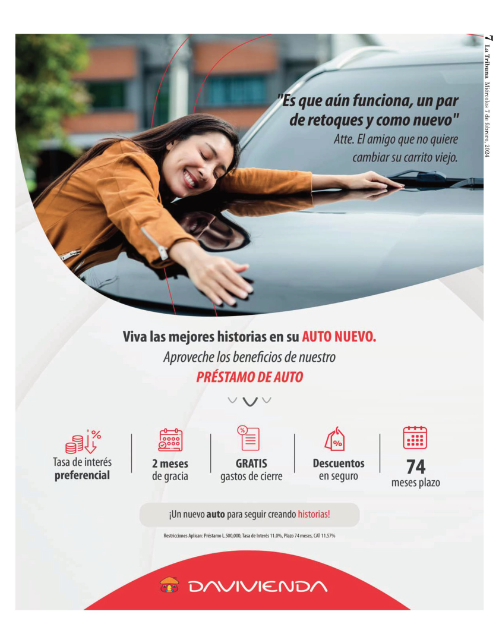 7 La Tribuna Miércoles 7 de febrero, 2024
"Es que aún funciona, un par
de retoques y como nuevo"
Atte. El amigo que no quiere
cambiar su carrito viejo.
Viva las mejores historias en su AUTO NUEVO.
Aproveche los beneficios de nuestro
PRÉSTAMO DE AUTO
Tasa de interés
preferencial
2 meses
de gracia
GRATIS
gastos de cierre
Descuentos
en seguro
74
meses plazo
¡Un nuevo auto para seguir creando historias!
Restricciones Aplican: Préstamo L.500,000, Tasa de Interés 11.0%, Plazo 74 meses, CAT 11.57%
DAVIVIENDA